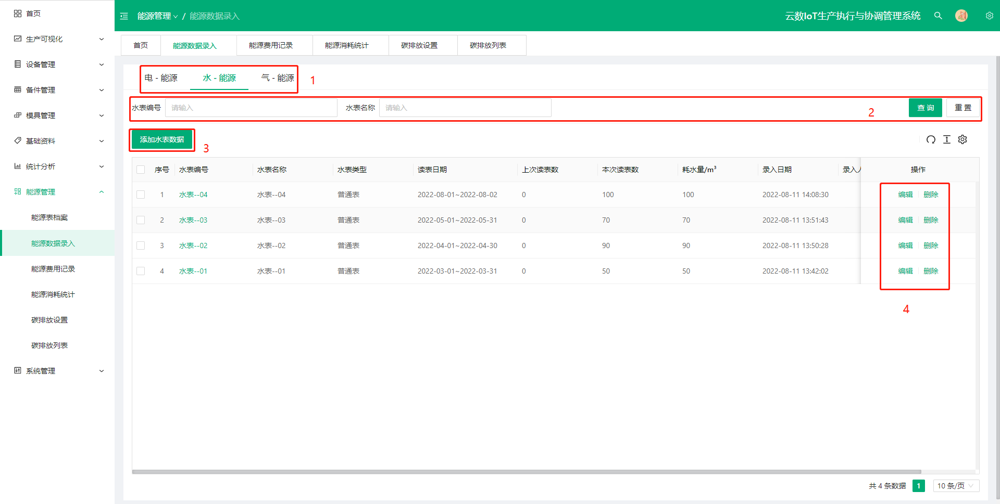 首页
生产可视化
设备管理
备件管理
模具管理
基础资料
统计分析
能源管理
能源表档案
能源数据录入
能源费用记录
能源消耗统计
碳排放设置
碳排放列表
系统管理
能源管理 / 能源数据录入
云数IoT生产执行与协调管理系统
首页 能源数据录入 能源费用记录 能源消耗统计 碳排放设置 碳排放列表
电 - 能源 水 - 能源 气 - 能源 1
水表编号 请输入 水表名称 请输入 2 查 询 重 置
添加水表数据 3
序号 水表编号 水表名称 水表类型 读表日期 上次读表数 本次读表数 耗水量/m³ 录入日期 录入 操作
1 水表--04 水表--04 普通表 2022-08-01~2022-08-02 0 100 100 2022-08-11 14:08:30 编辑 删除
2 水表--03 水表--03 普通表 2022-05-01~2022-05-31 0 70 70 2022-08-11 13:51:43 编辑 删除
3 水表--02 水表--02 普通表 2022-04-01~2022-04-30 0 90 90 2022-08-11 13:50:28 编辑 删除
4 水表--01 水表--01 普通表 2022-03-01~2022-03-31 0 50 50 2022-08-11 13:42:02 编辑 删除
4
共 4 条数据 1 10 条/页